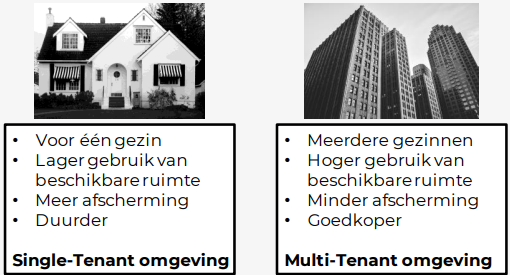 • Voor één gezin
• Lager gebruik van
beschikbare ruimte
• Meer afscherming
• Duurder
Single-Tenant omgeving
• Meerdere gezinnen
• Hoger gebruik van
beschikbare ruimte
• Minder afscherming
• Goedkoper
Multi-Tenant omgeving